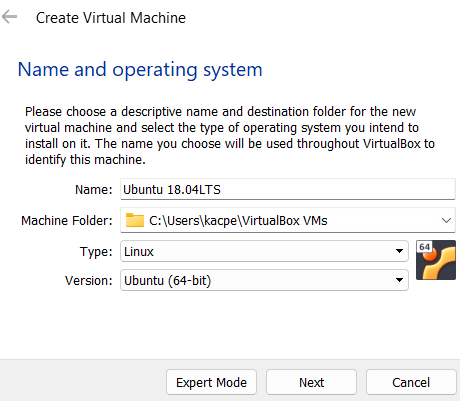 Create Virtual Machine
Name and operating system
Please choose a descriptive name and destination folder for the new
virtual machine and select the type of operating system you intend to
install on it. The name you choose will be used throughout VirtualBox to
identify this machine.
Name: Ubuntu 18.04LTS
Machine Folder: C:\Users\kacpe\VirtualBox VMs
Type: Linux
64
Version: Ubuntu (64-bit)
Expert Mode Next Cancel